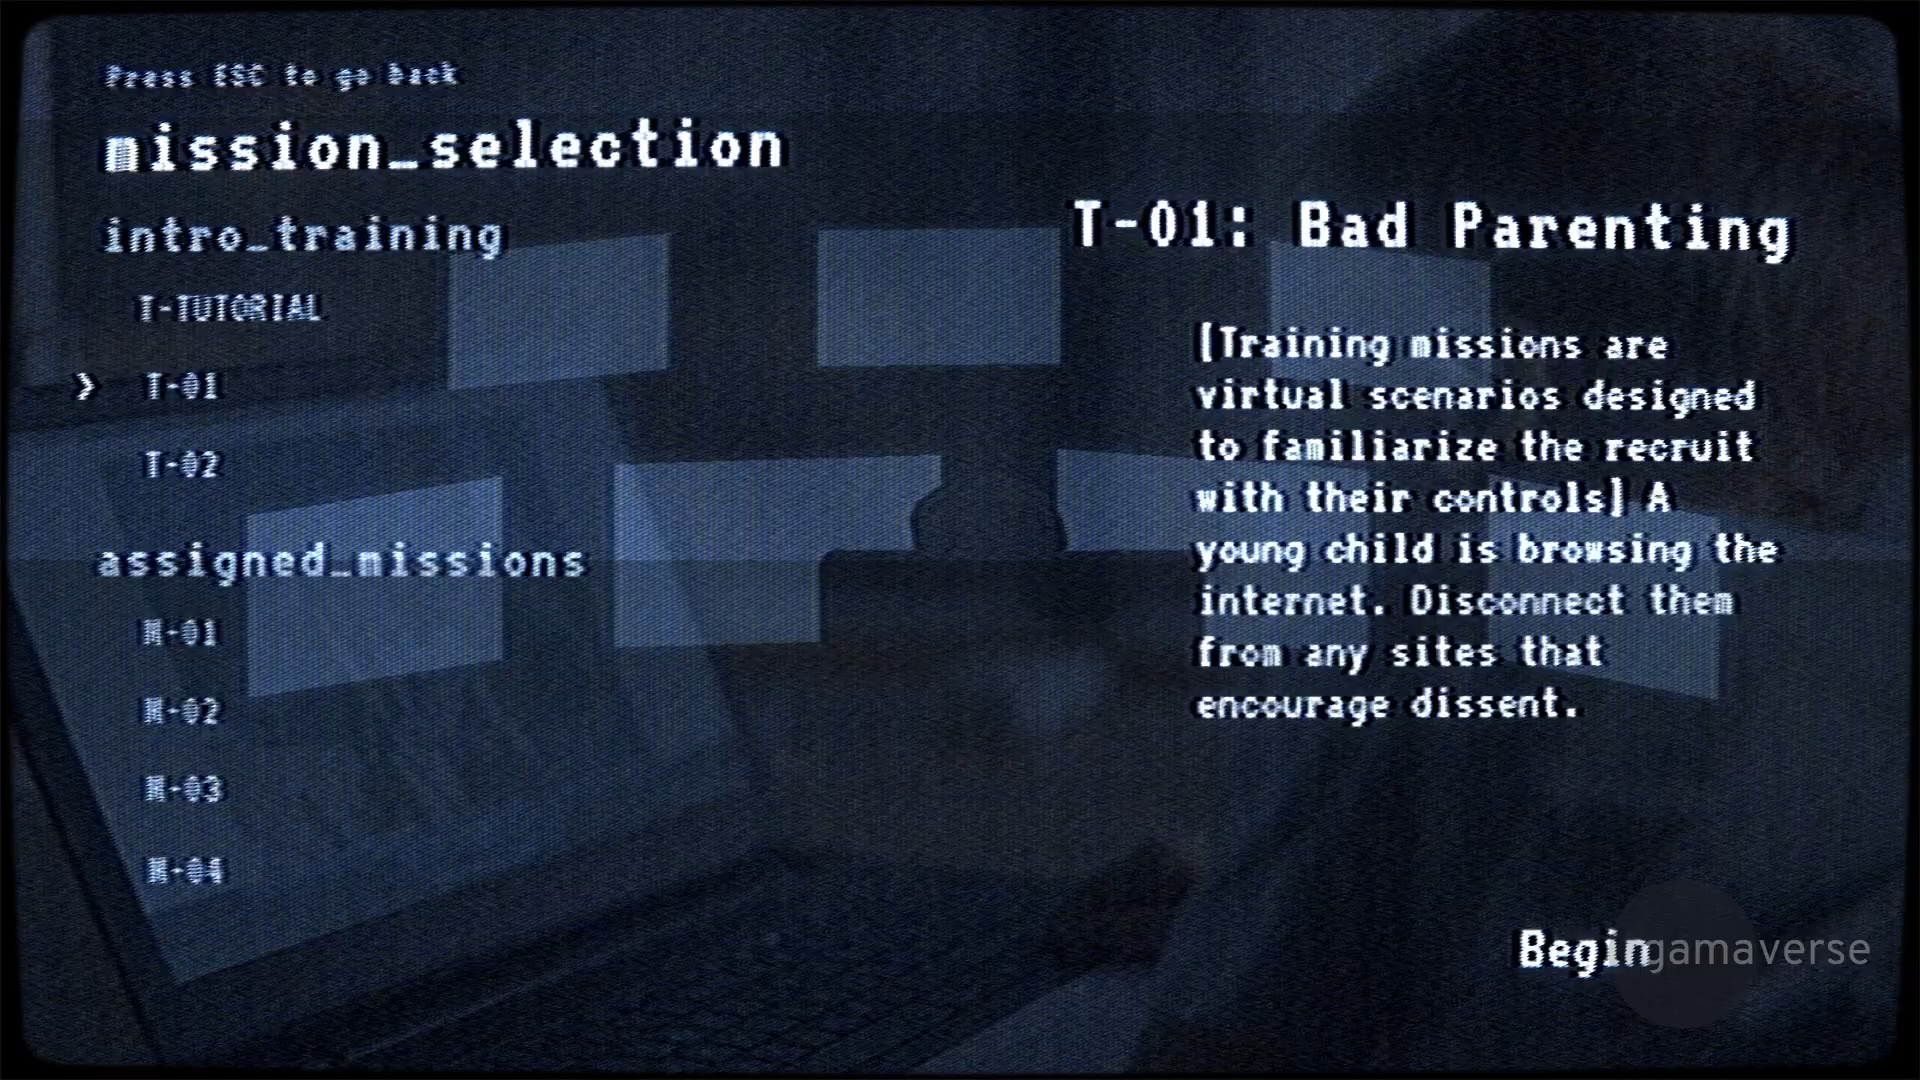 Press ESC to go back
mission_selection
intro_training
T-TUTORIAL
> T-01
T-02
assigned_missions
M-01
M-02
M-03
M-04
T-01: Bad Parenting
[Training missions are
virtual scenarios designed
to familiarize the recruit
with their controls] A
young child is browsing the
internet. Disconnect them
from any sites that
encourage dissent.
Begin
gamaverse